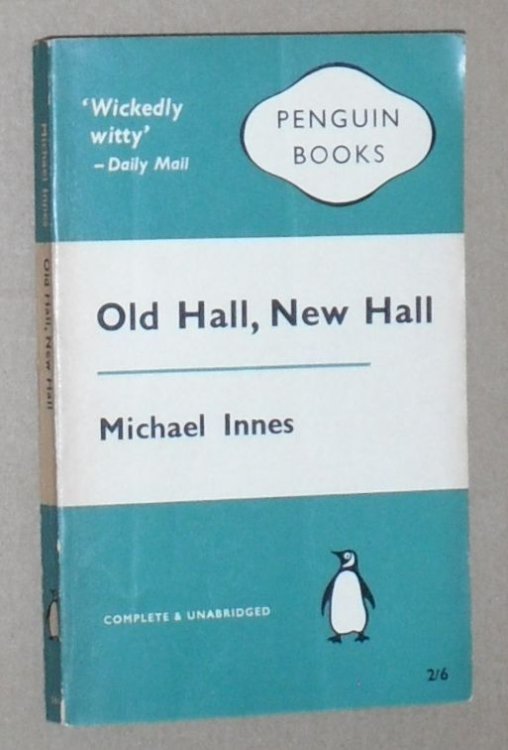 ‘Wickedly
witty’
– Daily Mail
PENGUIN
BOOKS
Old Hall, New Hall
Michael Innes
COMPLETE & UNABRIDGED
2/6
Michael Innes
Old Hall, New Hall